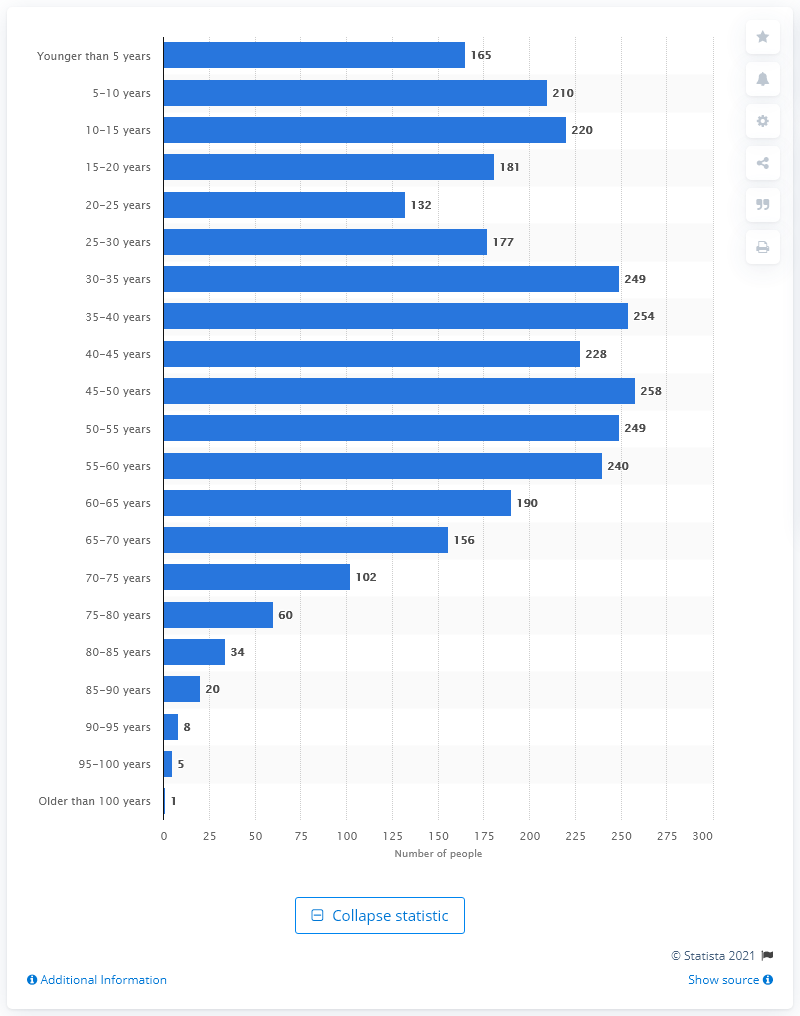 Younger than 5 years 165
5-10 years 210
10-15 years 220
15-20 years 181
20-25 years 132
25-30 years 177
30-35 years 249
35-40 years 254
40-45 years 228
45-50 years 258
50-55 years 249
55-60 years 240
60-65 years 190
65-70 years 156
70-75 years 102
75-80 years 60
80-85 years 34
85-90 years 20
90-95 years 8
95-100 years 5
Older than 100 years 1
0 25 50 75 100 125 150 175 200 225 250 275 300
Number of people
Collapse statistic
© Statista 2021
Additional Information Show source